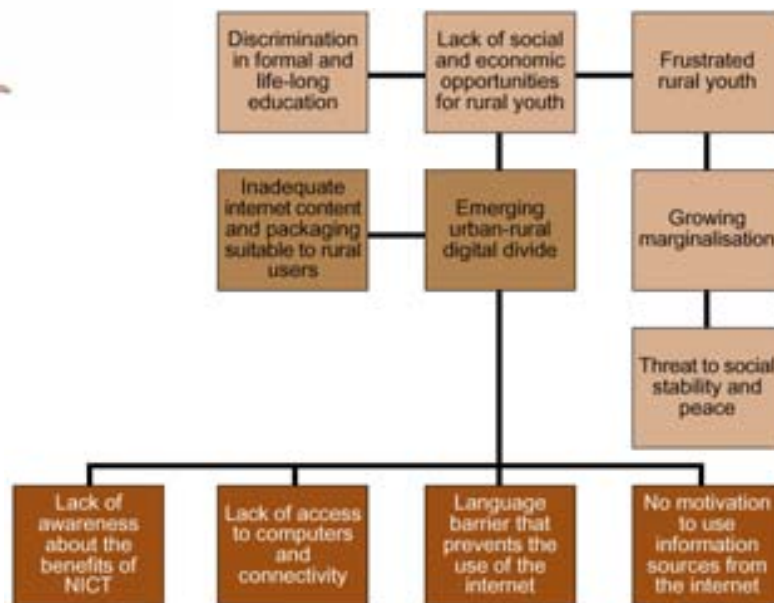 Discrimination
in formal and
life-long
education
Lack of social
and economic
opportunities
for rural youth
Frustrated
rural youth
Inadequate
internet content
and packaging
suitable to rural
users
Emerging
urban-rural
digital divide
Growing
marginalisation
Threat to social
stability and
peace
Lack of
awareness
about the
benefits of
NICT
Lack of access
to computers
and
connectivity
Language
barrier that
prevents the
use of the
internet
No motivation
to use
information
sources from
the internet